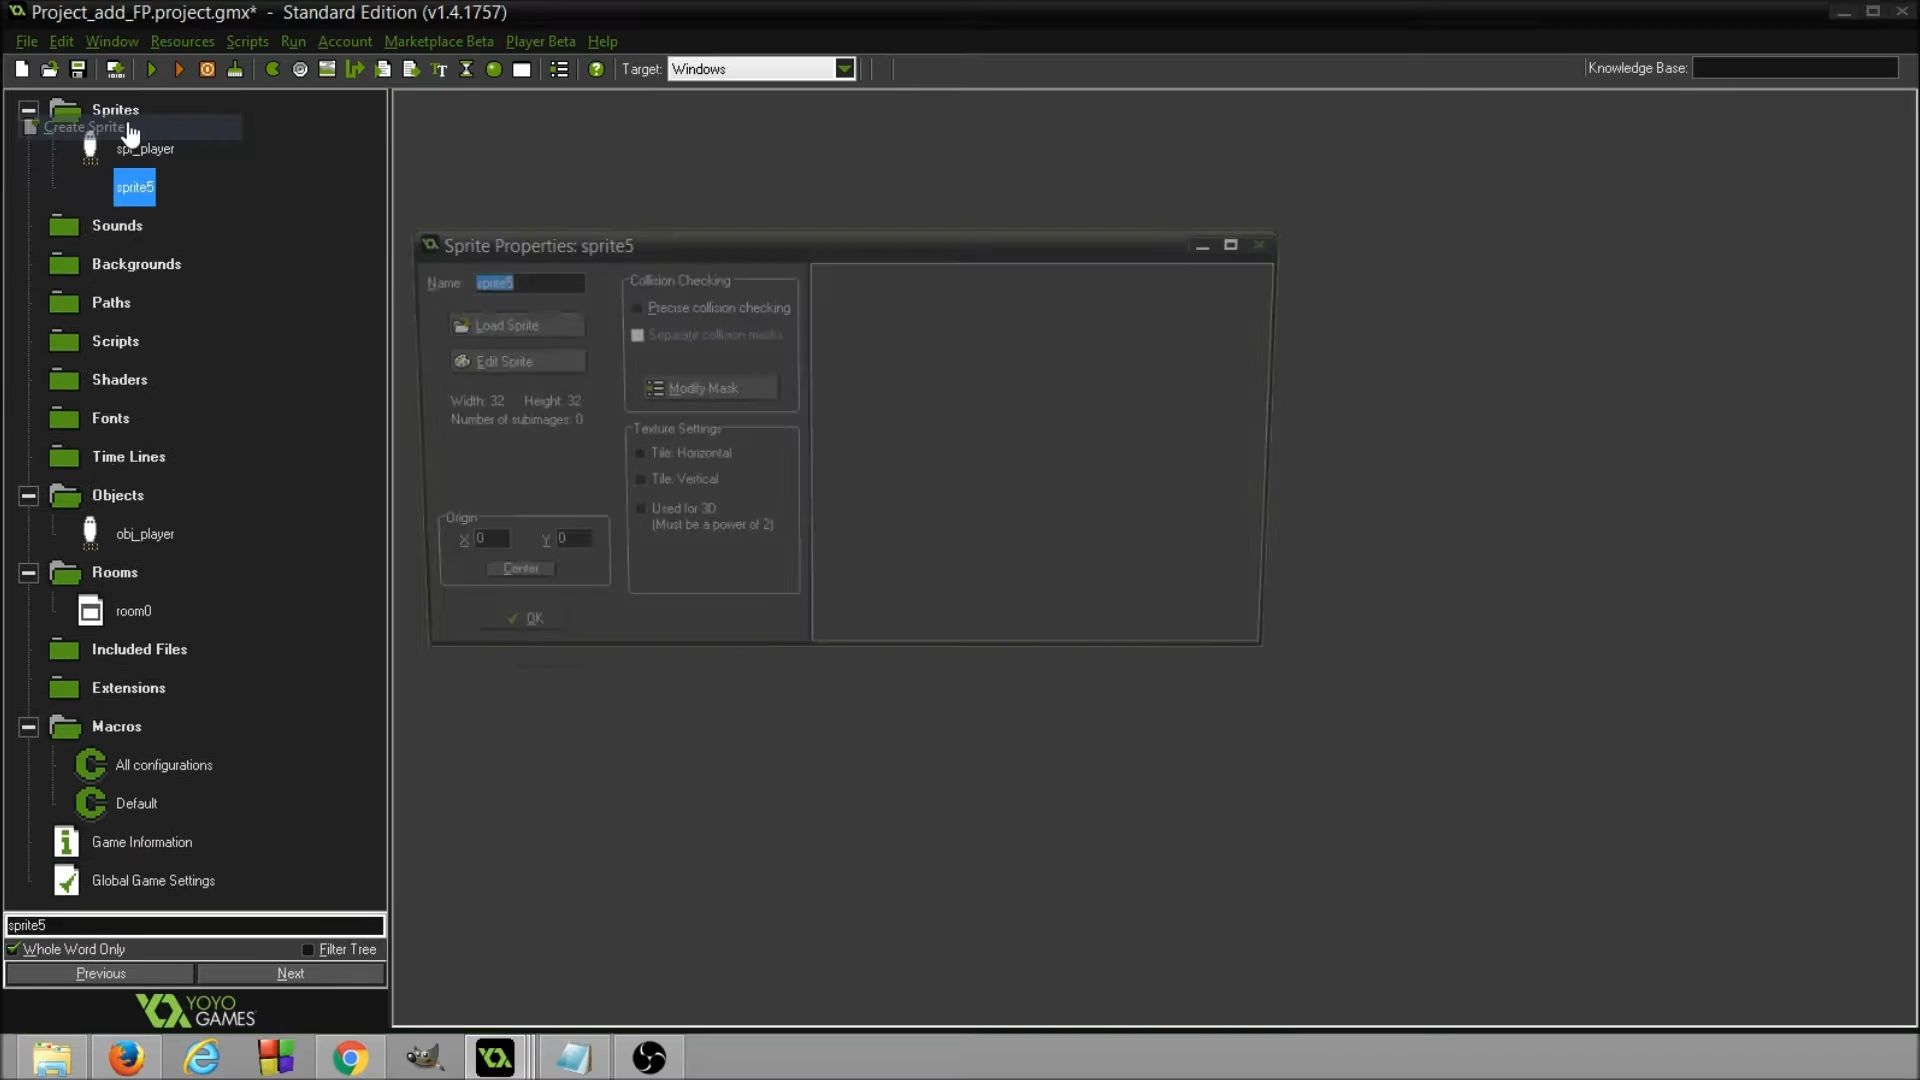 Project_add_FP.project.gmx* - Standard Edition (v1.4.1757)
File Edit Window Resources Scripts Run Account Marketplace Beta Player Beta Help
Target: Windows
Knowledge Base:
Sprites
Create Sprite
spr_player
sprite5
Sounds
Backgrounds
Paths
Scripts
Shaders
Fonts
Time Lines
Objects
obj_player
Rooms
room0
Included Files
Extensions
Macros
All configurations
Default
Game Information
Global Game Settings
sprite5
Whole Word Only Filter Tree
Previous Next
YOYO
GAMES
Sprite Properties: sprite5
Name: sprite5
Load Sprite
Edit Sprite
Width: 32 Height: 32
Number of subimages: 0
Origin
X 0 Y 0
Center
OK
Collision Checking
Precise collision checking
Separate collision masks
Modify Mask
Texture Settings
Tile: Horizontal
Tile: Vertical
Used for 3D
(Must be a power of 2)